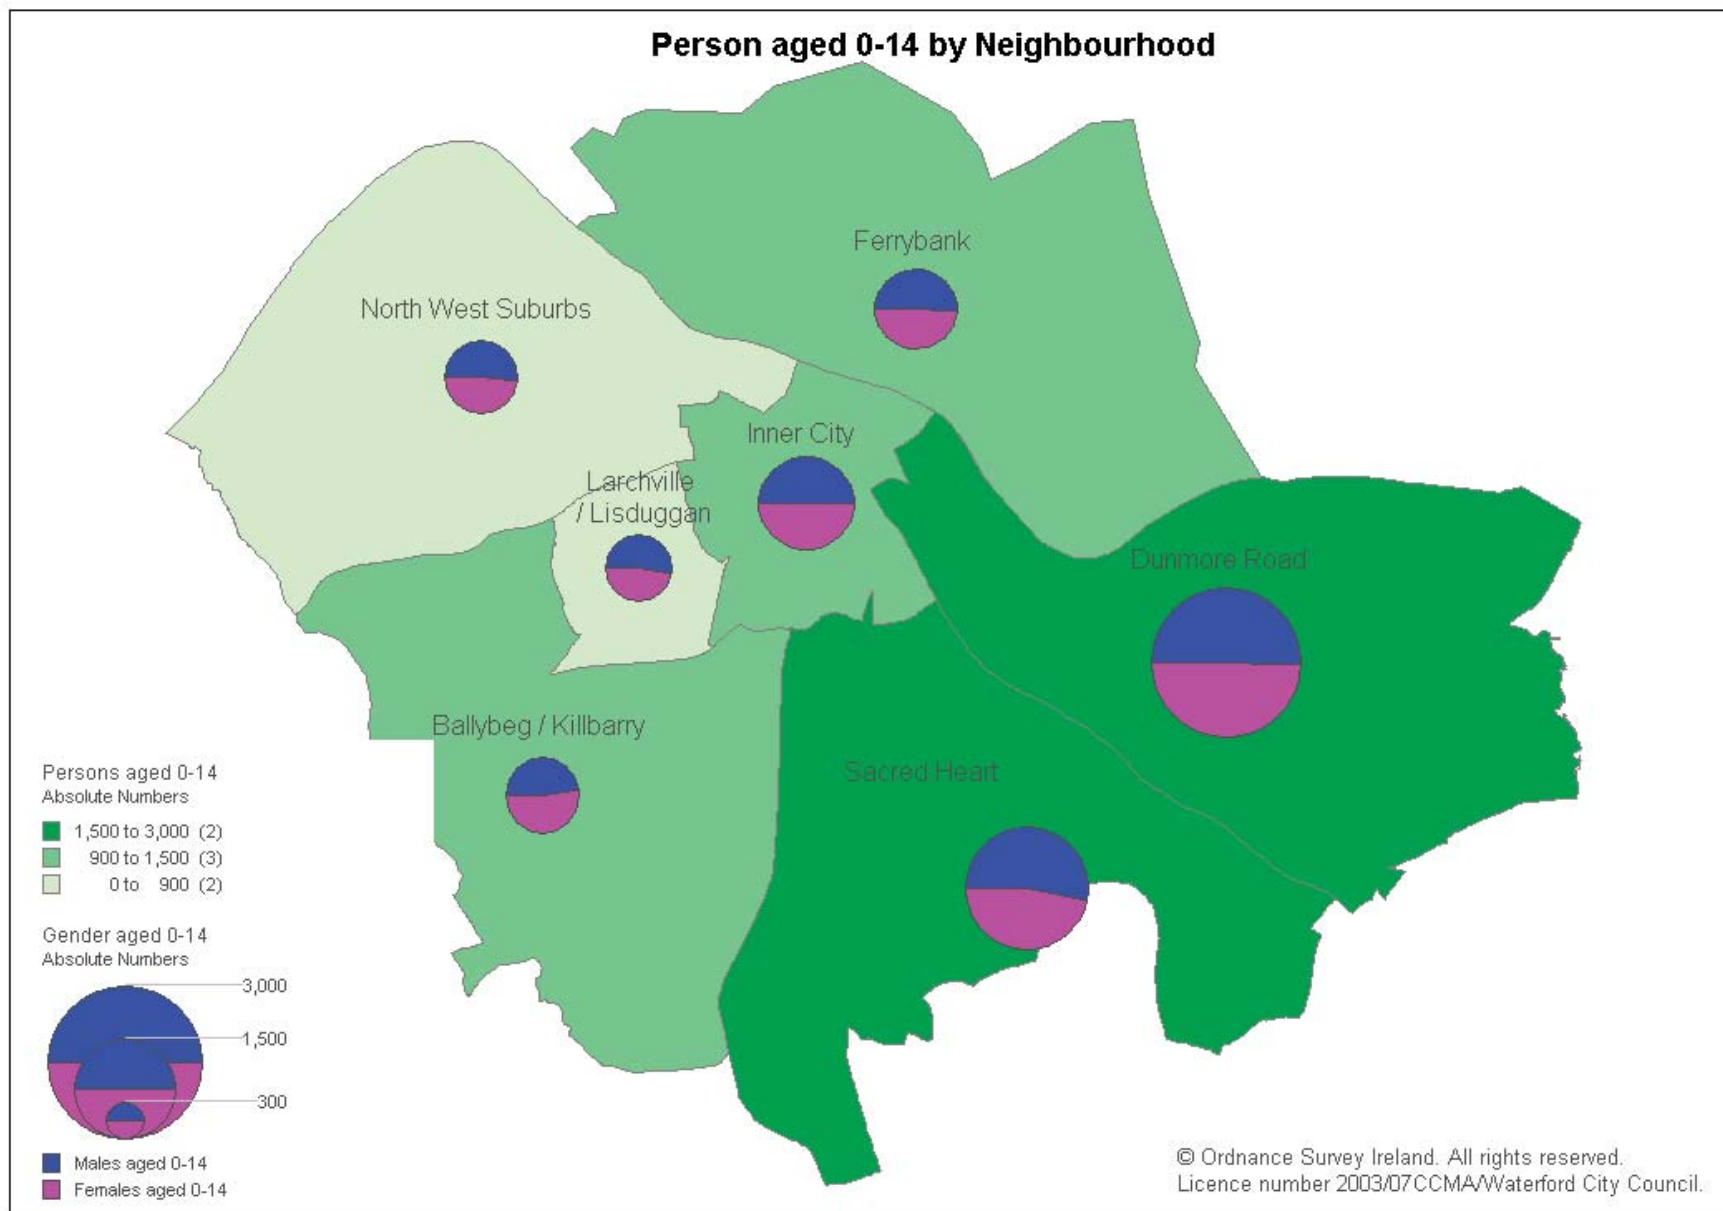 Person aged 0-14 by Neighbourhood
Ferrybank
North West Suburbs
Inner City
Larchville
/ Lisduggan
Dunmore Road
Ballybeg / Killbarry
Sacred Heart
Persons aged 0-14
Absolute Numbers
1,500 to 3,000 (2)
900 to 1,500 (3)
0 to 900 (2)
Gender aged 0-14
Absolute Numbers
3,000
1,500
300
Males aged 0-14
Females aged 0-14
© Ordnance Survey Ireland. All rights reserved.
Licence number 2003/07CCMA/Waterford City Council.